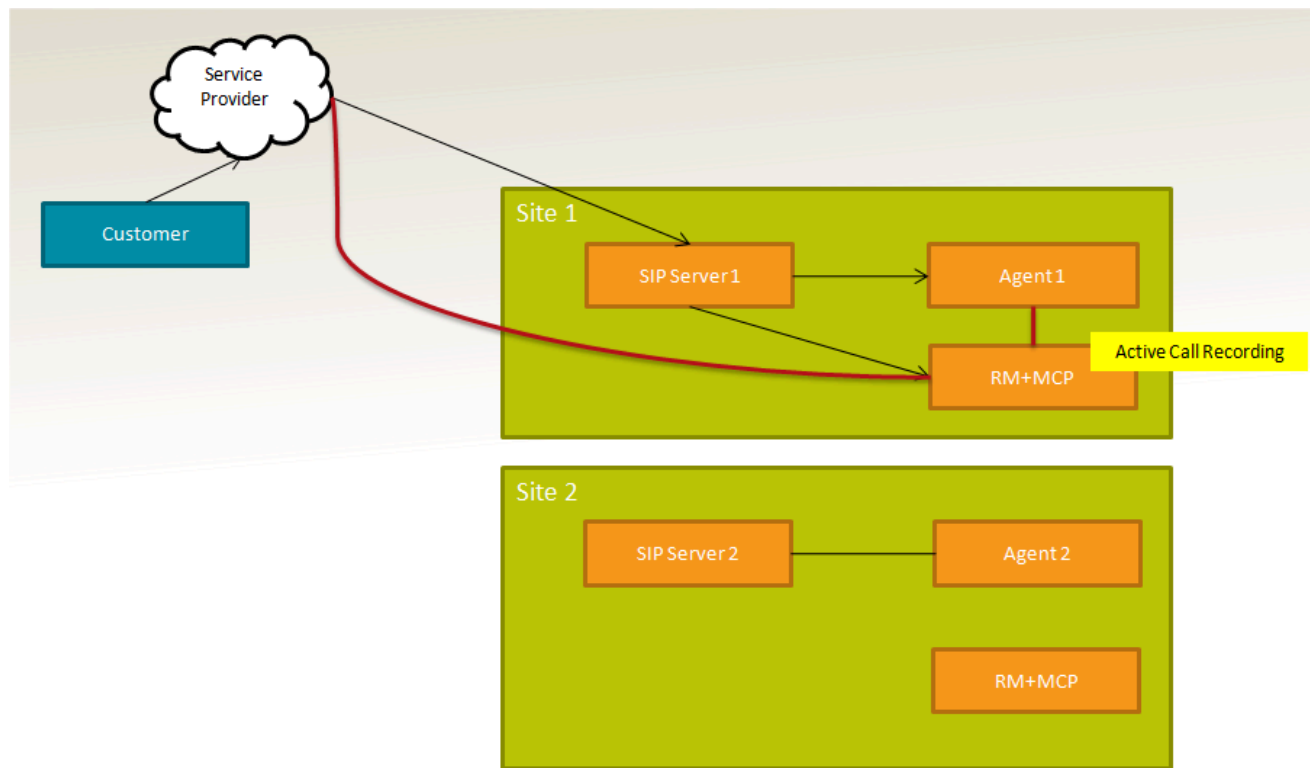 Service
Provider
Customer
Site 1
SIP Server 1
Agent 1
RM+MCP
Active Call Recording
Site 2
SIP Server 2
Agent 2
RM+MCP